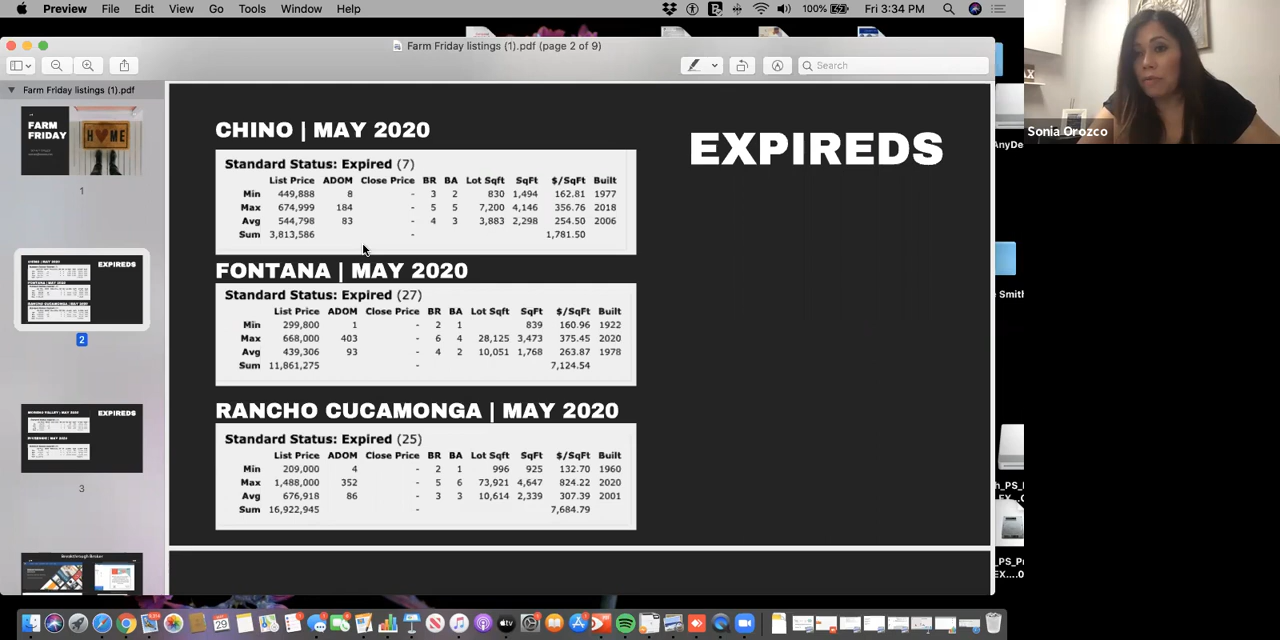 Preview File Edit View Go Tools Window Help 100% Fri 3:34 PM
Farm Friday listings (1).pdf (page 2 of 9)
Search
Farm Friday listings (1).pdf
FARM
FRIDAY
HOME
1
2
EXPIREDS
3
CHINO | MAY 2020
EXPIREDS
Standard Status: Expired (7)
List Price ADOM Close Price BR BA Lot Sqft SqFt $/SqFt Built
Min 449,888 8 - 3 2 830 1,494 162.81 1977
Max 674,999 184 - 5 5 7,200 4,146 356.76 2018
Avg 544,798 83 - 4 3 3,883 2,298 254.50 2006
Sum 3,813,586 - 1,781.50
FONTANA | MAY 2020
Standard Status: Expired (27)
List Price ADOM Close Price BR BA Lot Sqft SqFt $/SqFt Built
Min 299,800 1 - 2 1 839 160.96 1922
Max 668,000 403 - 6 4 28,125 3,473 375.45 2020
Avg 439,306 93 - 4 2 10,051 1,768 263.87 1978
Sum 11,861,275 - 7,124.54
RANCHO CUCAMONGA | MAY 2020
Standard Status: Expired (25)
List Price ADOM Close Price BR BA Lot Sqft SqFt $/SqFt Built
Min 209,000 4 - 2 1 996 925 132.70 1960
Max 1,488,000 352 - 5 6 73,921 4,647 824.22 2020
Avg 676,918 86 - 3 3 10,614 2,339 307.39 2001
Sum 16,922,945 - 7,684.79
Sonia Orozco
AnyDe
e Smith